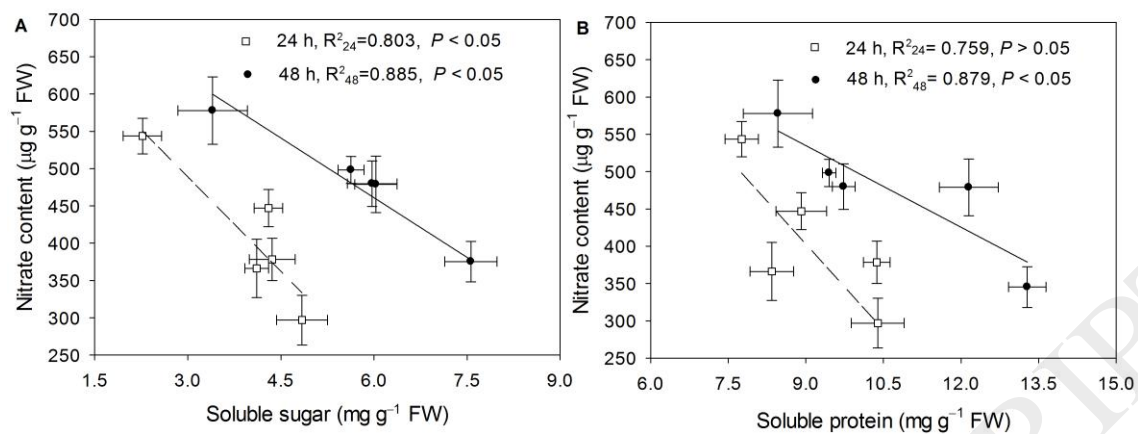 A
24 h, R²24=0.803, P < 0.05
48 h, R²48=0.885, P < 0.05
700
650
600
550
500
450
400
350
300
250
Nitrate content (µg g⁻¹ FW)
1.5 3.0 4.5 6.0 7.5 9.0
Soluble sugar (mg g⁻¹ FW)
B
24 h, R²24= 0.759, P > 0.05
48 h, R²48= 0.879, P < 0.05
700
650
600
550
500
450
400
350
300
250
Nitrate content (µg g⁻¹ FW)
6.0 7.5 9.0 10.5 12.0 13.5 15.0
Soluble protein (mg g⁻¹ FW)